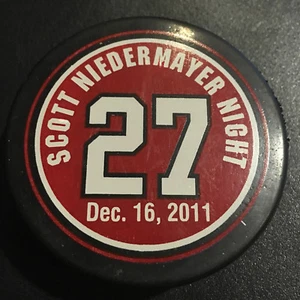 SCOTT NIEDERMAYER NIGHT
27
Dec. 16, 2011